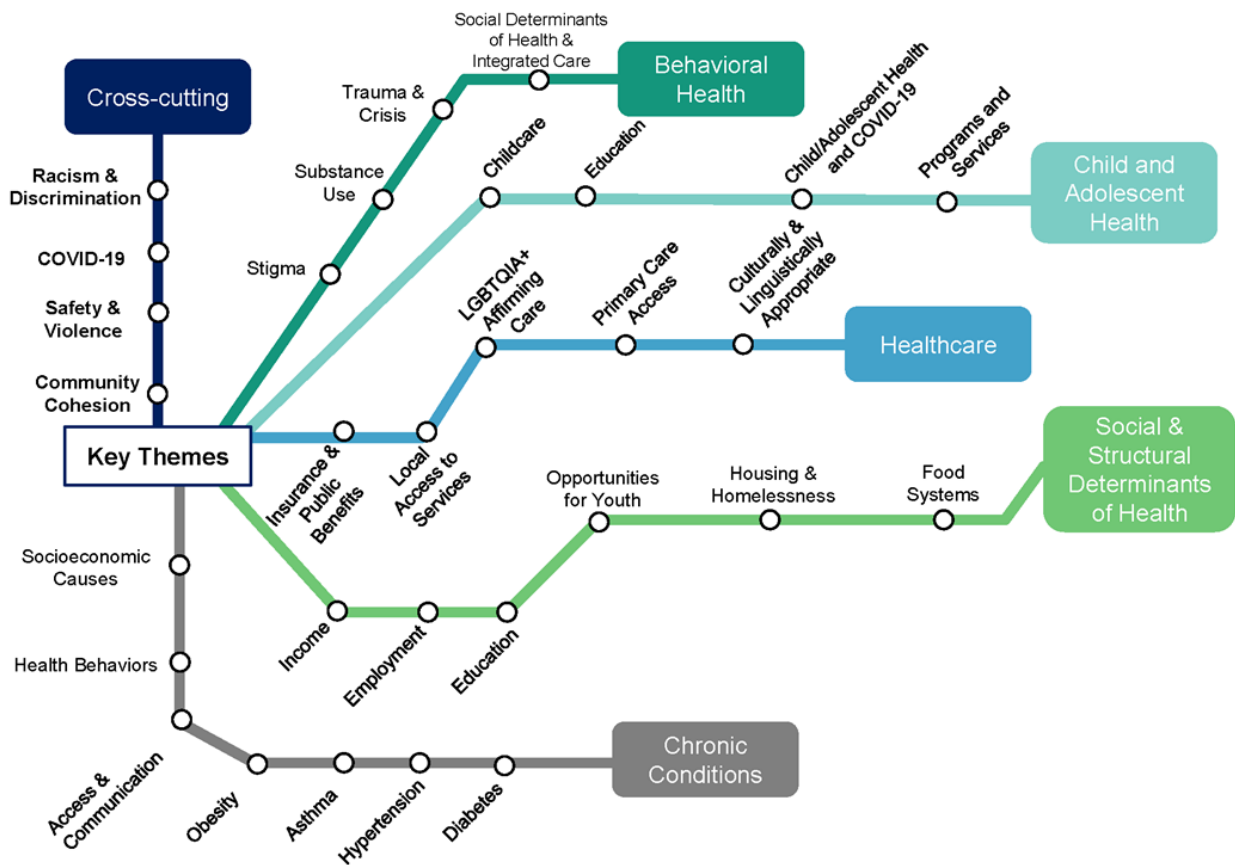 Cross-cutting
Racism &
Discrimination
COVID-19
Safety &
Violence
Community
Cohesion
Key Themes
Stigma
Substance
Use
Trauma &
Crisis
Social Determinants
of Health &
Integrated Care
Behavioral
Health
Childcare
Education
Child/Adolescent Health
and COVID-19
Programs and
Services
Child and
Adolescent
Health
Insurance &
Public
Benefits
Local
Access to
Services
LGBTQIA+
Affirming
Care
Primary Care
Access
Culturally &
Linguistically
Appropriate
Healthcare
Income
Employment
Education
Opportunities
for Youth
Housing &
Homelessness
Food
Systems
Social &
Structural
Determinants
of Health
Socioeconomic
Causes
Health Behaviors
Access &
Communication
Obesity
Asthma
Hypertension
Diabetes
Chronic
Conditions